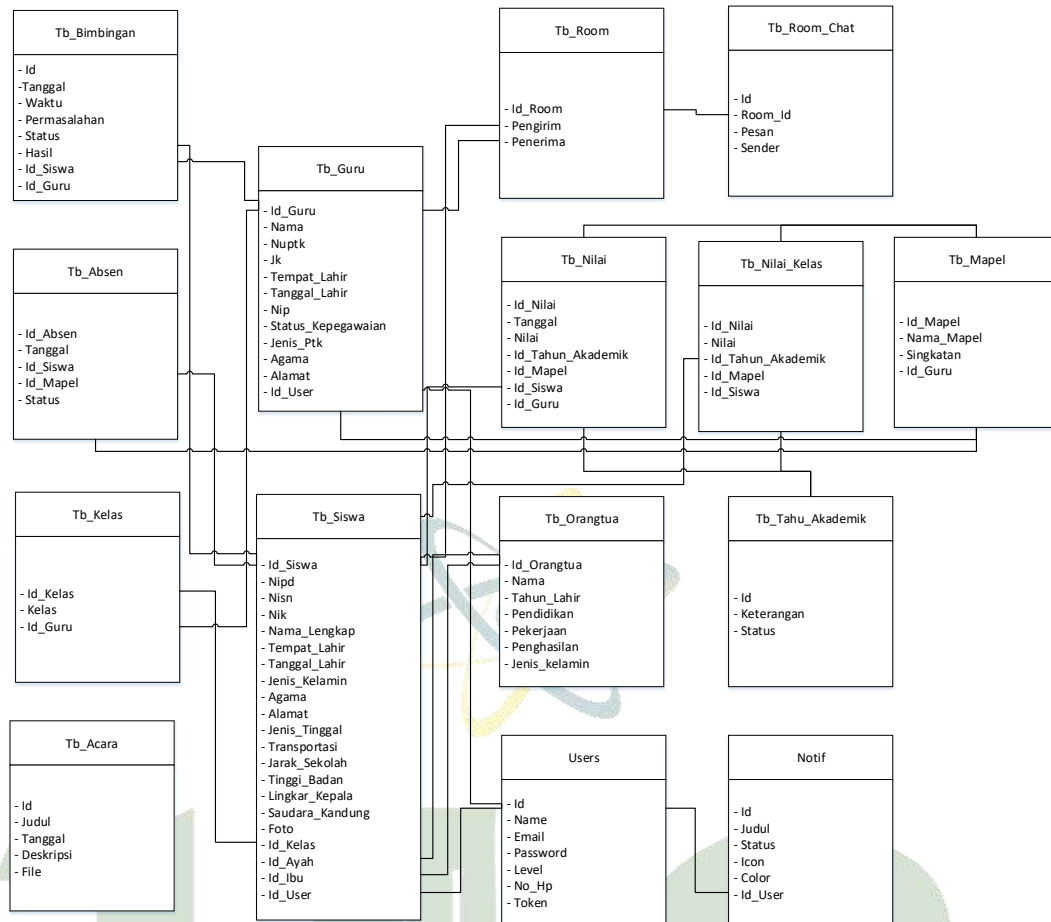 Tb_Bimbingan
- Id
-Tanggal
- Waktu
- Permasalahan
- Status
- Hasil
- Id_Siswa
- Id_Guru
Tb_Guru
- Id_Guru
- Nama
- Nuptk
- Jk
- Tempat_Lahir
- Tanggal_Lahir
- Nip
- Status_Kepegawaian
- Jenis_Ptk
- Agama
- Alamat
- Id_User
Tb_Room
- Id_Room
- Pengirim
- Penerima
Tb_Room_Chat
- Id
- Room_Id
- Pesan
- Sender
Tb_Absen
- Id_Absen
- Tanggal
- Id_Siswa
- Id_Mapel
- Status
Tb_Nilai
- Id_Nilai
- Tanggal
- Nilai
- Id_Tahun_Akademik
- Id_Mapel
- Id_Siswa
- Id_Guru
Tb_Nilai_Kelas
- Id_Nilai
- Nilai
- Id_Tahun_Akademik
- Id_Mapel
- Id_Siswa
Tb_Mapel
- Id_Mapel
- Nama_Mapel
- Singkatan
- Id_Guru
Tb_Kelas
- Id_Kelas
- Kelas
- Id_Guru
Tb_Siswa
- Id_Siswa
- Nipd
- Nisn
- Nik
- Nama_Lengkap
- Tempat_Lahir
- Tanggal_Lahir
- Jenis_Kelamin
- Agama
- Alamat
- Jenis_Tinggal
- Transportasi
- Jarak_Sekolah
- Tinggi_Badan
- Lingkar_Kepala
- Saudara_Kandung
- Foto
- Id_Kelas
- Id_Ayah
- Id_Ibu
- Id_User
Tb_Orangtua
- Id_Orangtua
- Nama
- Tahun_Lahir
- Pendidikan
- Pekerjaan
- Penghasilan
- Jenis_kelamin
Tb_Tahu_Akademik
- Id
- Keterangan
- Status
Tb_Acara
- Id
- Judul
- Tanggal
- Deskripsi
- File
Users
- Id
- Name
- Email
- Password
- Level
- No_Hp
- Token
Notif
- Id
- Judul
- Status
- Icon
- Color
- Id_User